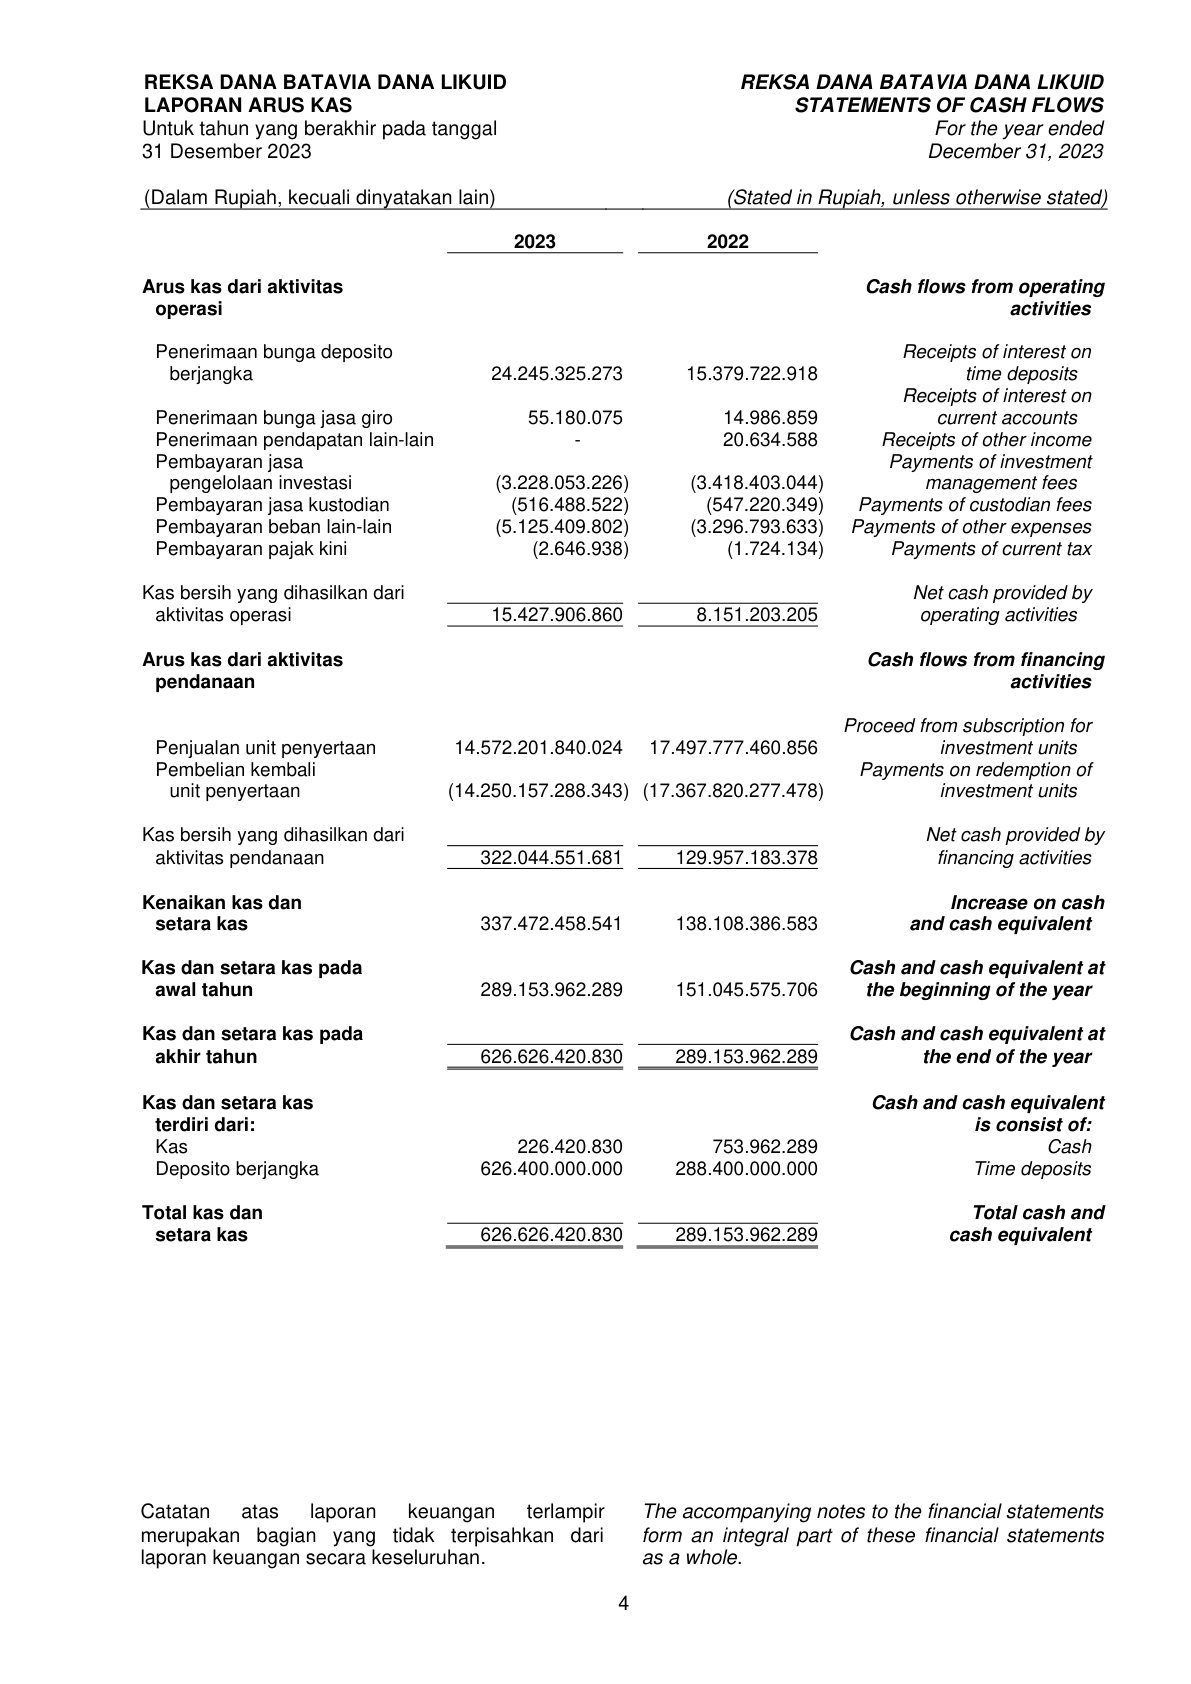 REKSA DANA BATAVIA DANA LIKUID REKSA DANA BATAVIA DANA LIKUID
LAPORAN ARUS KAS STATEMENTS OF CASH FLOWS
Untuk tahun yang berakhir pada tanggal For the year ended
31 Desember 2023 December 31, 2023
(Dalam Rupiah, kecuali dinyatakan lain) (Stated in Rupiah, unless otherwise stated)
2023 2022
Arus kas dari aktivitas Cash flows from operating
operasi activities
Penerimaan bunga deposito Receipts of interest on
berjangka 24.245.325.273 15.379.722.918 time deposits
Receipts of interest on
Penerimaan bunga jasa giro 55.180.075 14.986.859 current accounts
Penerimaan pendapatan lain-lain - 20.634.588 Receipts of other income
Pembayaran jasa Payments of investment
pengelolaan investasi (3.228.053.226) (3.418.403.044) management fees
Pembayaran jasa kustodian (516.488.522) (547.220.349) Payments of custodian fees
Pembayaran beban lain-lain (5.125.409.802) (3.296.793.633) Payments of other expenses
Pembayaran pajak kini (2.646.938) (1.724.134) Payments of current tax
Kas bersih yang dihasilkan dari Net cash provided by
aktivitas operasi 15.427.906.860 8.151.203.205 operating activities
Arus kas dari aktivitas Cash flows from financing
pendanaan activities
Proceed from subscription for
Penjualan unit penyertaan 14.572.201.840.024 17.497.777.460.856 investment units
Pembelian kembali Payments on redemption of
unit penyertaan (14.250.157.288.343) (17.367.820.277.478) investment units
Kas bersih yang dihasilkan dari Net cash provided by
aktivitas pendanaan 322.044.551.681 129.957.183.378 financing activities
Kenaikan kas dan Increase on cash
setara kas 337.472.458.541 138.108.386.583 and cash equivalent
Kas dan setara kas pada Cash and cash equivalent at
awal tahun 289.153.962.289 151.045.575.706 the beginning of the year
Kas dan setara kas pada Cash and cash equivalent at
akhir tahun 626.626.420.830 289.153.962.289 the end of the year
Kas dan setara kas Cash and cash equivalent
terdiri dari: is consist of:
Kas 226.420.830 753.962.289 Cash
Deposito berjangka 626.400.000.000 288.400.000.000 Time deposits
Total kas dan Total cash and
setara kas 626.626.420.830 289.153.962.289 cash equivalent
Catatan atas laporan keuangan terlampir The accompanying notes to the financial statements
merupakan bagian yang tidak terpisahkan dari form an integral part of these financial statements
laporan keuangan secara keseluruhan. as a whole.
4